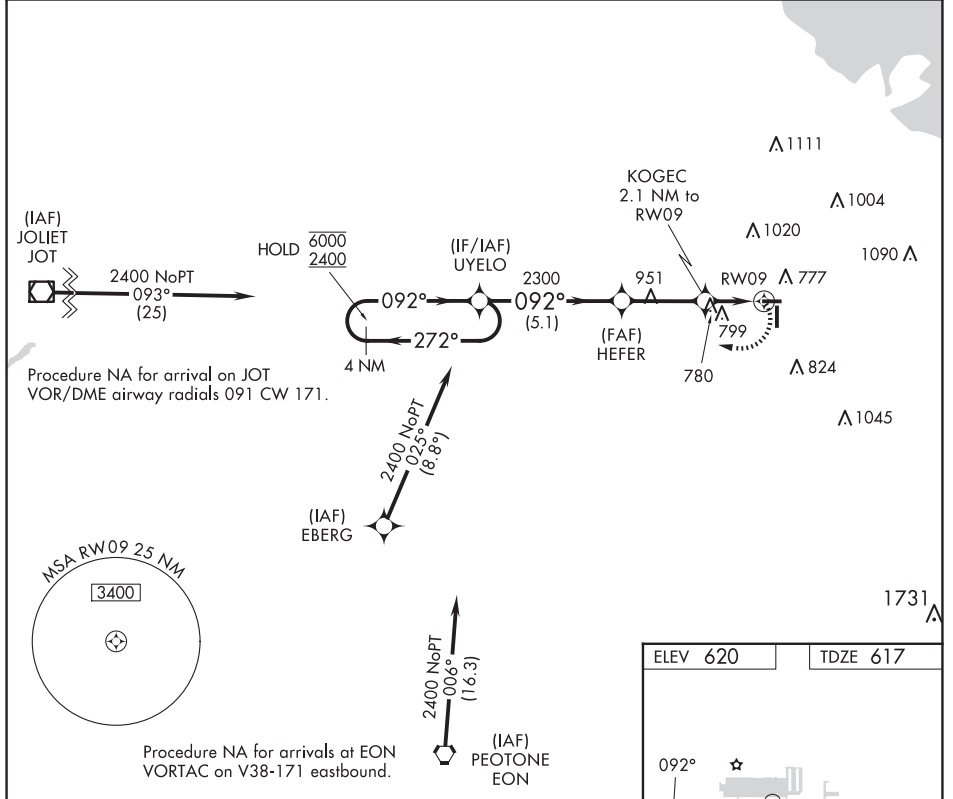 1111
KOGEC
2.1 NM to
RW09
1004
(IAF)
JOLIET
JOT
HOLD 6000
2400
(IF/IAF)
UYELO
1020
1090
2400 NoPT
093°
(25)
092°
2300
092°
(5.1)
951
RW09
777
272°
4 NM
(FAF)
HEFER
799
780
824
Procedure NA for arrival on JOT
VOR/DME airway radials 091 CW 171.
1045
2400 NoPT
025°
(8.8°)
(IAF)
EBERG
MSA RW09 25 NM
3400
1731
2400 NoPT
006°
(16.3)
ELEV 620
TDZE 617
(IAF)
PEOTONE
EON
Procedure NA for arrivals at EON
VORTAC on V38-171 eastbound.
092°